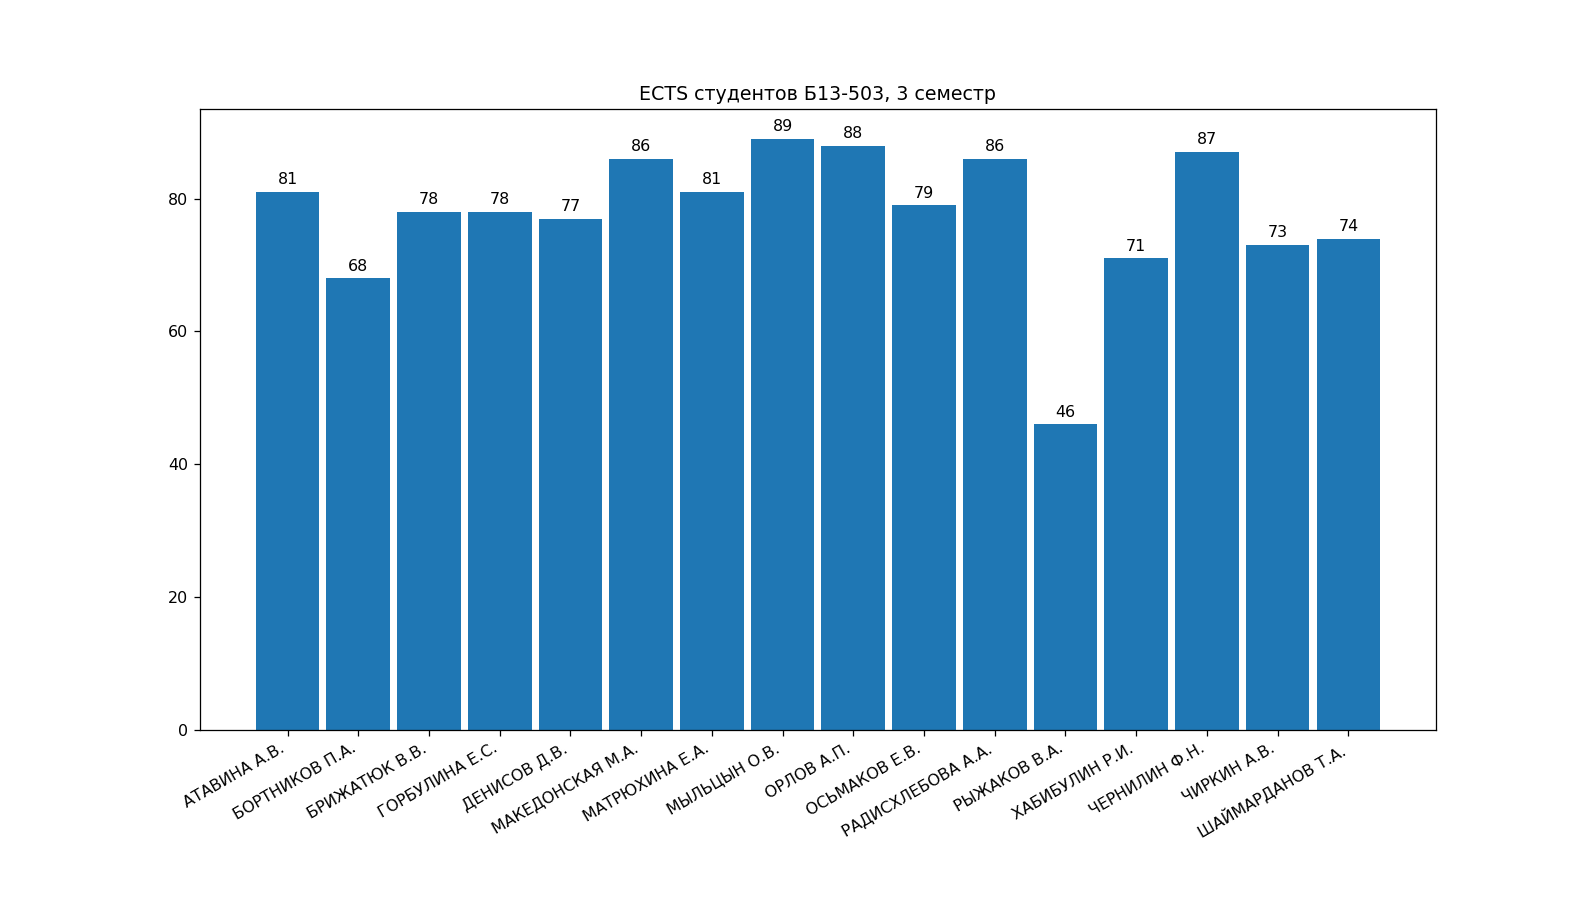 ECTS студентов Б13-503, 3 семестр
81
68
78
78
77
86
81
89
88
79
86
46
71
87
73
74
80
60
40
20
0
АТАВИНА А.В.
БОРТНИКОВ П.А.
БРИЖАТЮК В.В.
ГОРБУЛИНА Е.С.
ДЕНИСОВ Д.В.
МАКЕДОНСКАЯ М.А.
МАТРЮХИНА Е.А.
МЫЛЬЦЫН О.В.
ОРЛОВ А.П.
ОСЬМАКОВ Е.В.
РАДИСХЛЕБОВА А.А.
РЫЖАКОВ В.А.
ХАБИБУЛИН Р.И.
ЧЕРНИЛИН Ф.Н.
ЧИРКИН А.В.
ШАЙМАРДАНОВ Т.А.